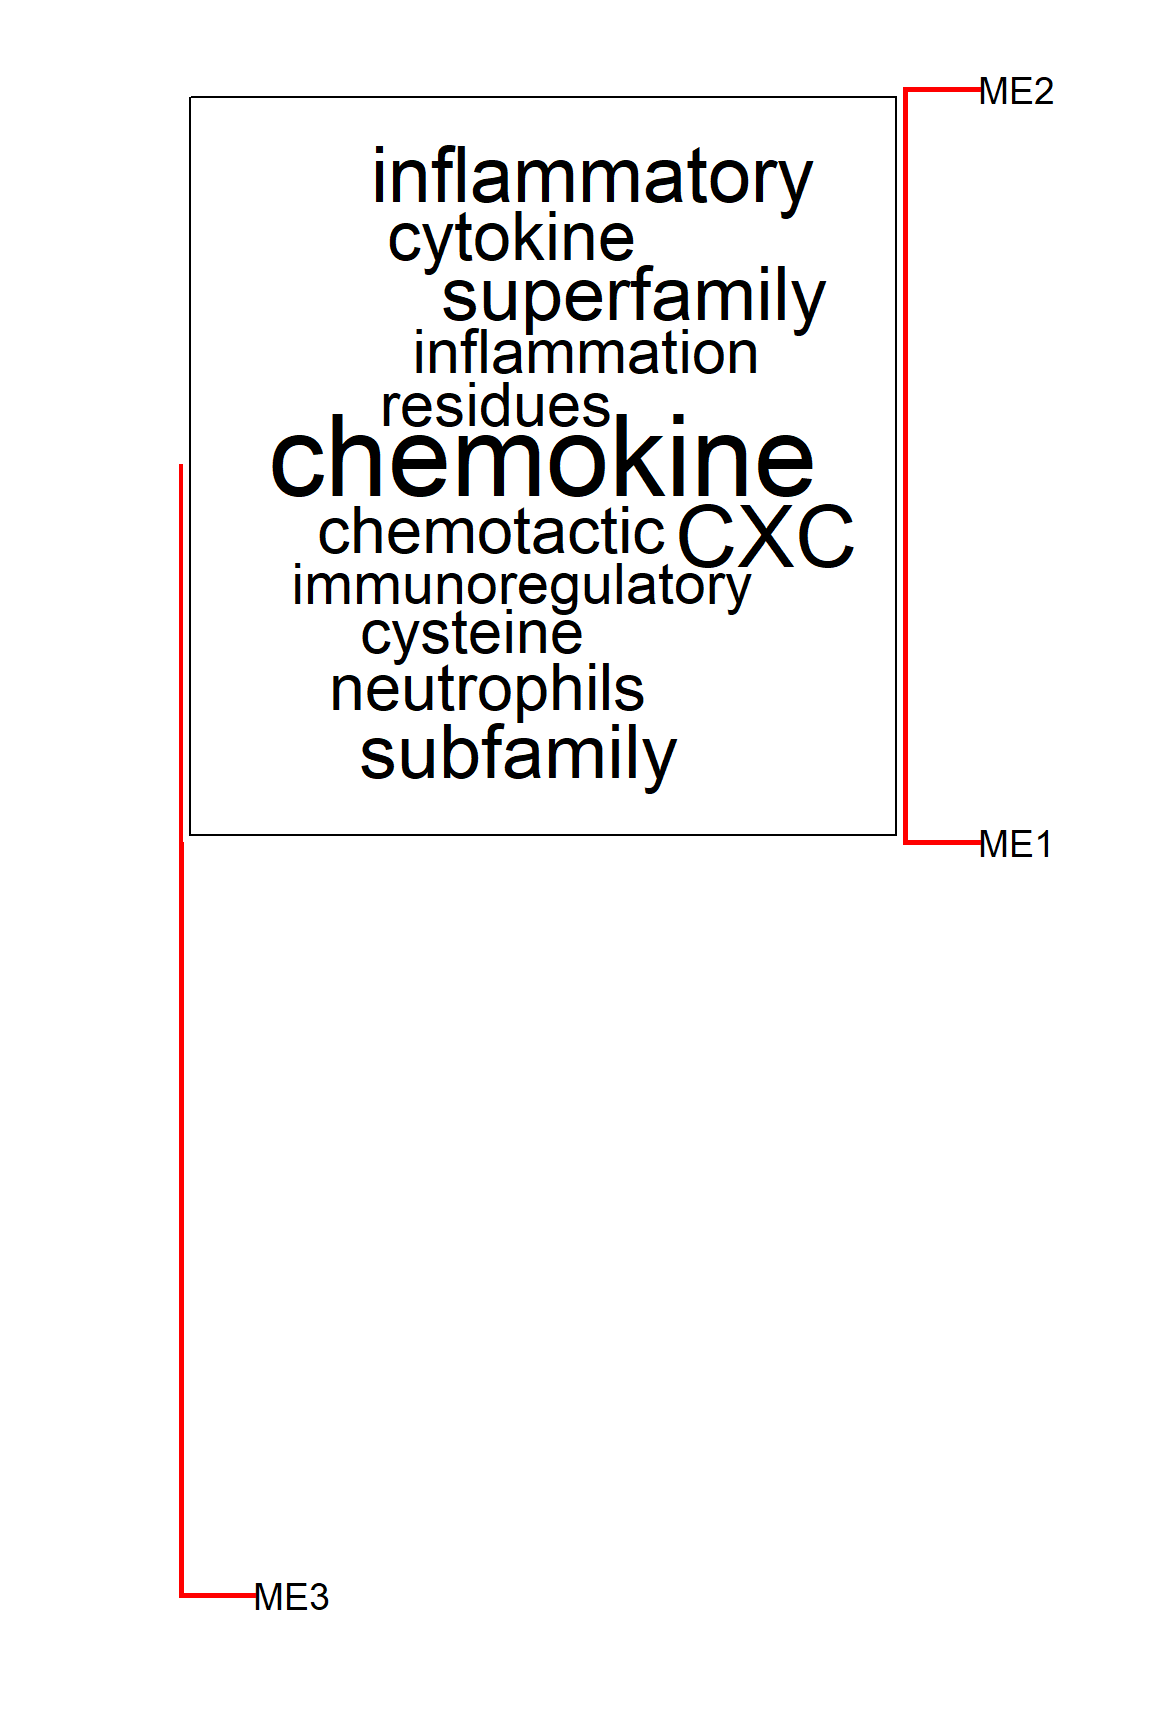 ME2
inflammatory
cytokine
superfamily
inflammation
residues
chemokine
chemotactic CXC
immunoregulatory
cysteine
neutrophils
subfamily
ME1
ME3